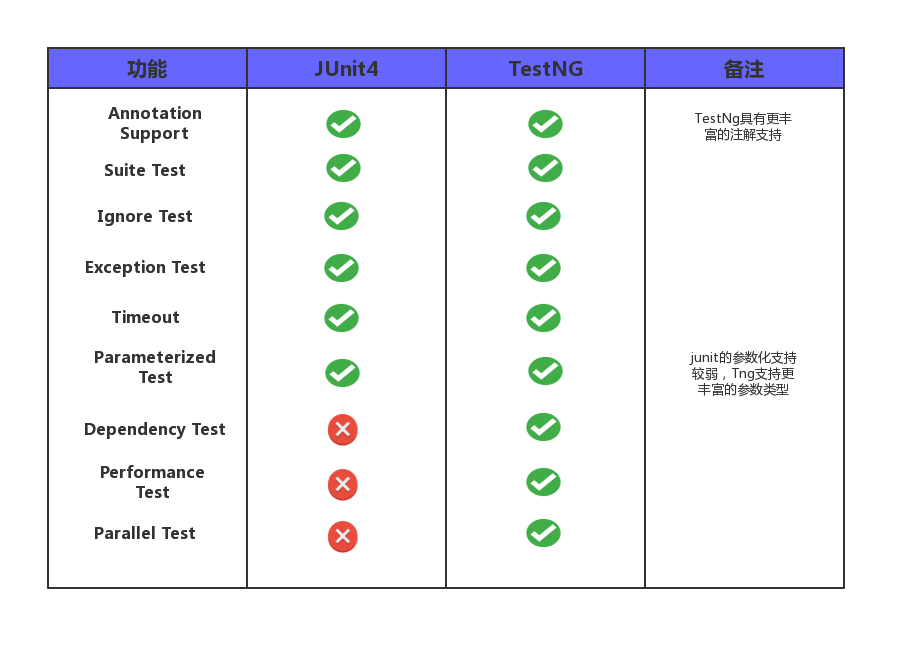 功能 JUnit4 TestNG 备注
Annotation
Support
TestNg具有更丰
富的注解支持
Suite Test
Ignore Test
Exception Test
Timeout
Parameterized
Test
junit的参数化支持
较弱，Tng支持更
丰富的参数类型
Dependency Test
Performance
Test
Parallel Test